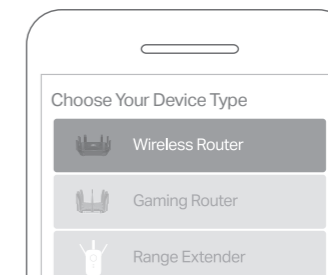 Choose Your Device Type
Wireless Router
Gaming Router
Range Extender